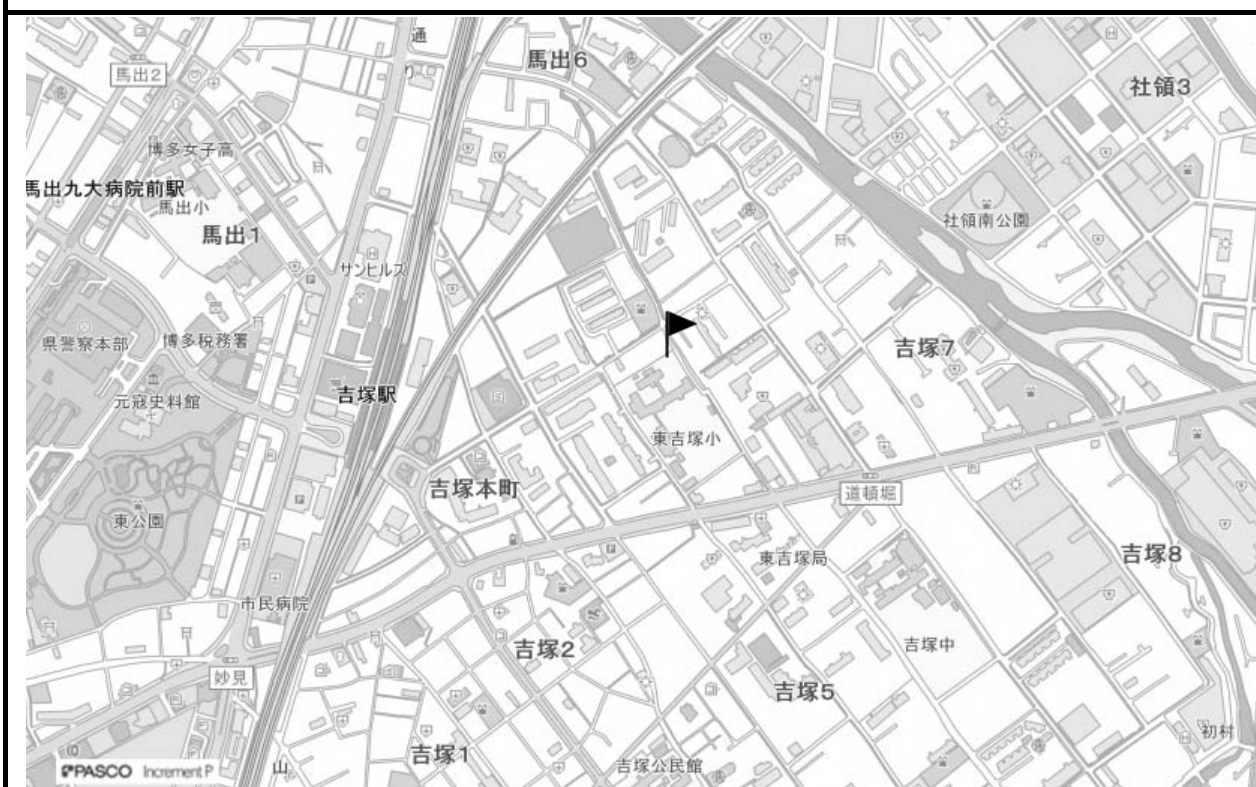 通
り
馬出6
馬出2
社領3
博多女子高
馬出九大病院前駅
馬出小
馬出1
社領南公園
サンヒルズ
県警察本部
博多税務署
吉塚7
吉塚駅
元寇史料館
東吉塚小
吉塚本町
道頓堀
東公園
東吉塚局
吉塚8
市民病院
吉塚2
吉塚中
妙見
吉塚5
初村
吉塚1
吉塚公民館
山
PASCO Increment P